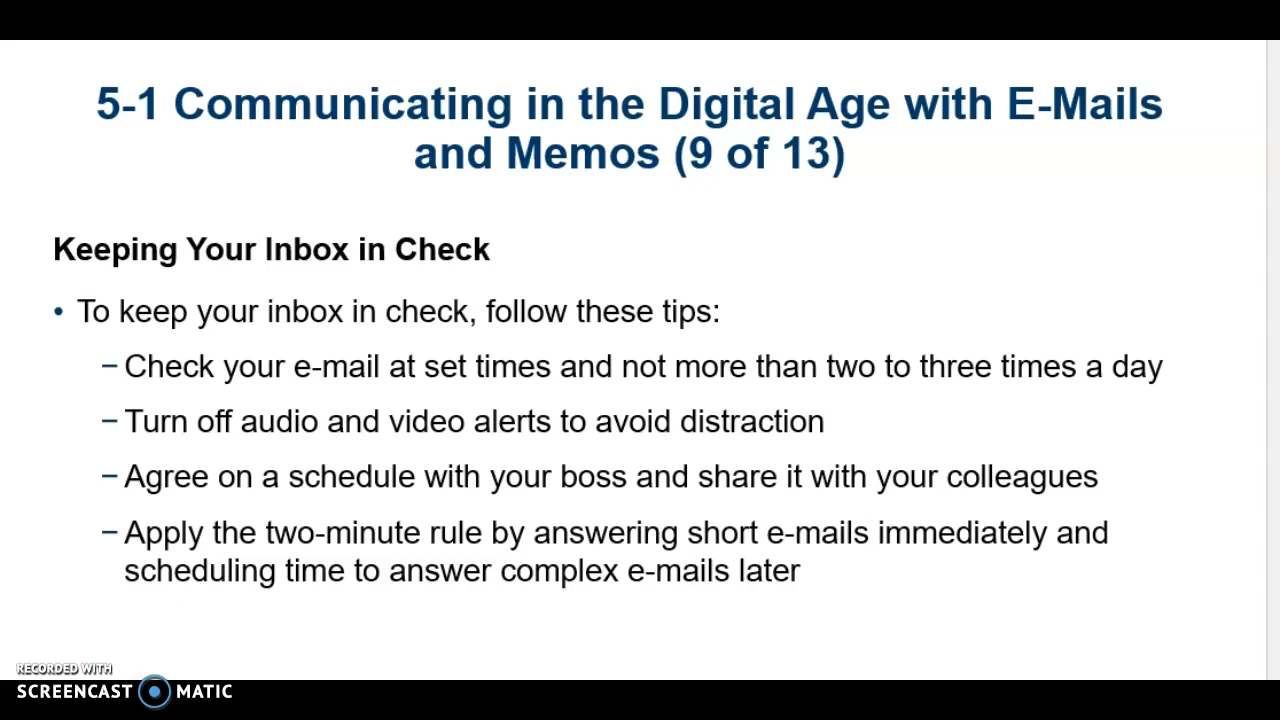 5-1 Communicating in the Digital Age with E-Mails
and Memos (9 of 13)
Keeping Your Inbox in Check
• To keep your inbox in check, follow these tips:
– Check your e-mail at set times and not more than two to three times a day
– Turn off audio and video alerts to avoid distraction
– Agree on a schedule with your boss and share it with your colleagues
– Apply the two-minute rule by answering short e-mails immediately and
scheduling time to answer complex e-mails later
RECORDED WITH
SCREENCAST MATIC